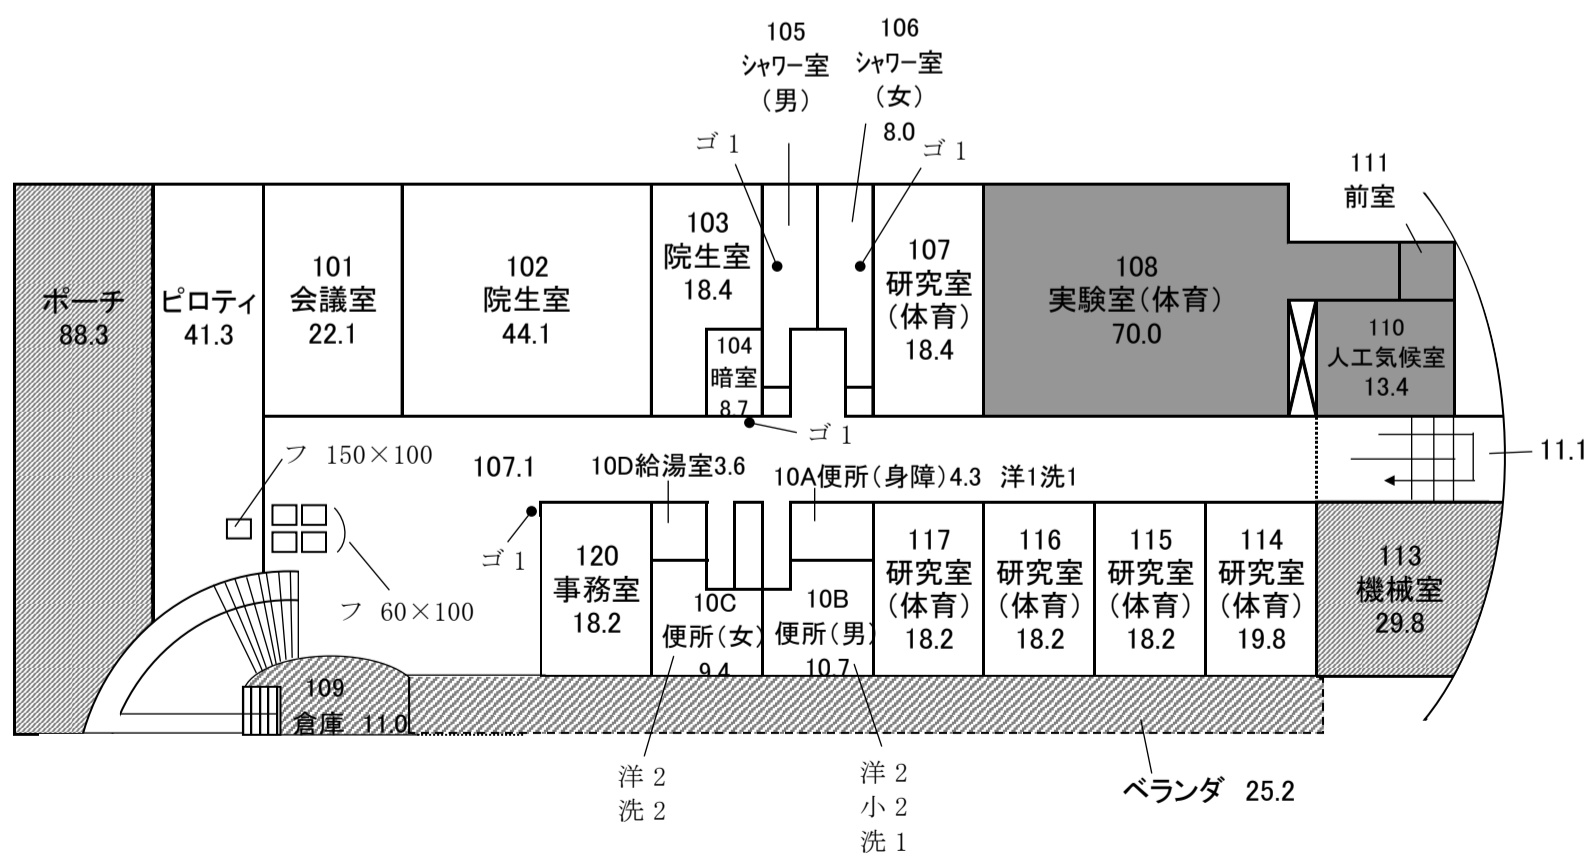 105
シャワー室
（男）
106
シャワー室
（女）
8.0
ゴ 1
ゴ 1
111
前室
ポーチ
88.3
ピロティ
41.3
101
会議室
22.1
102
院生室
44.1
103
院生室
18.4
104
暗室
8.7
107
研究室
（体育）
18.4
108
実験室（体育）
70.0
110
人工気候室
13.4
ゴ 1
フ 150×100
107.1
10D給湯室3.6
10A便所（身障）4.3 洋1洗1
11.1
ゴ 1
フ 60×100
120
事務室
18.2
10C
便所（女）
9.4
10B
便所（男）
10.7
117
研究室
（体育）
18.2
116
研究室
（体育）
18.2
115
研究室
（体育）
18.2
114
研究室
（体育）
19.8
113
機械室
29.8
109
倉庫 11.0
洋 2
洗 2
洋 2
小 2
洗 1
ベランダ 25.2